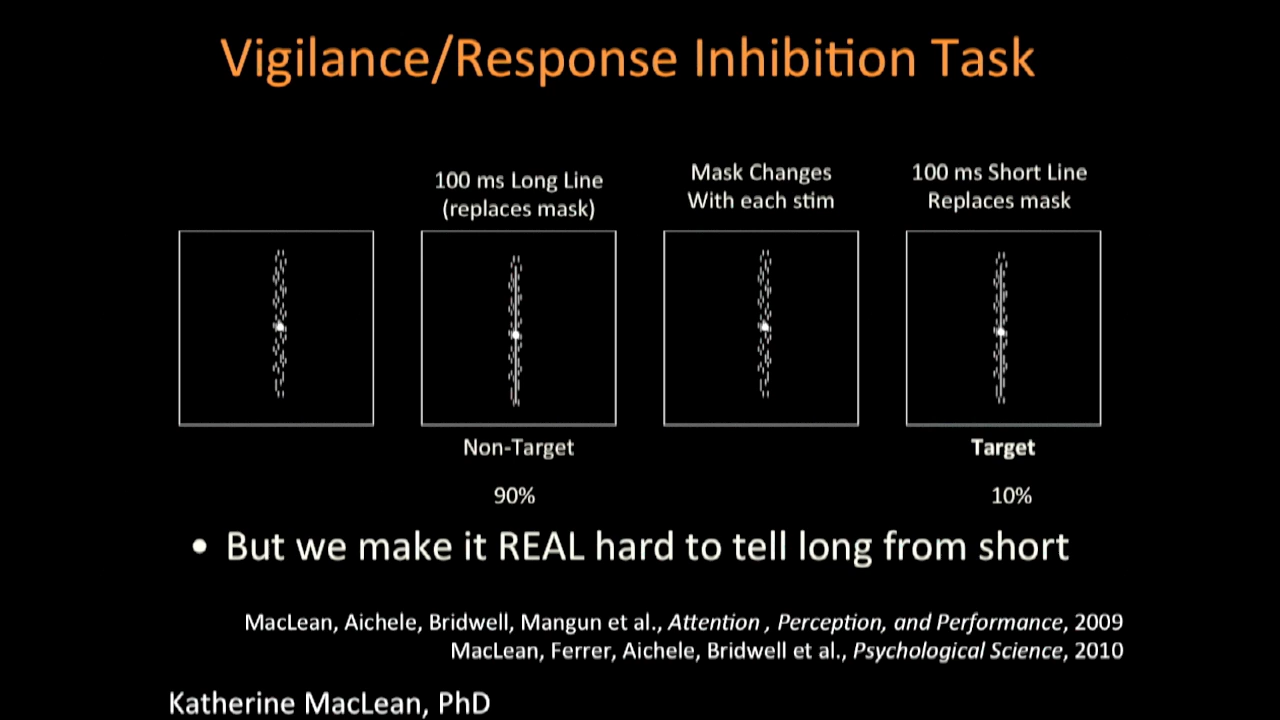 Vigilance/Response Inhibition Task
100 ms Long Line
(replaces mask)
Mask Changes
With each stim
100 ms Short Line
Replaces mask
Non-Target
Target
90%
10%
• But we make it REAL hard to tell long from short
MacLean, Aichele, Bridwell, Mangun et al., Attention , Perception, and Performance, 2009
MacLean, Ferrer, Aichele, Bridwell et al., Psychological Science, 2010
Katherine MacLean, PhD